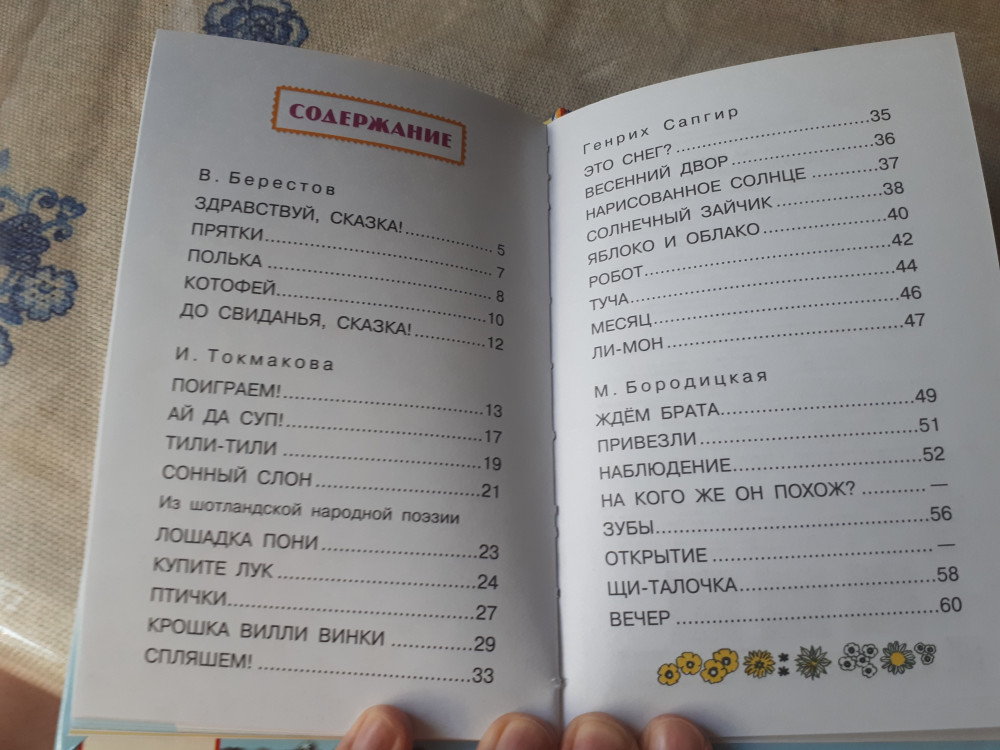 СОДЕРЖАНИЕ
В. Берестов
ЗДРАВСТВУЙ, СКАЗКА! 5
ПРЯТКИ 7
ПОЛЬКА 8
КОТОФЕЙ 10
ДО СВИДАНЬЯ, СКАЗКА! 12
И. Токмакова
ПОИГРАЕМ! 13
АЙ ДА СУП! 17
ТИЛИ-ТИЛИ 19
СОННЫЙ СЛОН 21
Из шотландской народной поэзии
ЛОШАДКА ПОНИ 23
КУПИТЕ ЛУК 24
ПТИЧКИ 27
КРОШКА ВИЛЛИ ВИНКИ 29
СПЛЯШЕМ! 33
Генрих Сапгир
ЭТО СНЕГ? 35
ВЕСЕННИЙ ДВОР 36
НАРИСОВАННОЕ СОЛНЦЕ 37
СОЛНЕЧНЫЙ ЗАЙЧИК 38
ЯБЛОКО И ОБЛАКО 40
РОБОТ 42
ТУЧА 44
МЕСЯЦ 46
ЛИ-МОН 47
М. Бородицкая
ЖДЁМ БРАТА 49
ПРИВЕЗЛИ 51
НАБЛЮДЕНИЕ 52
НА КОГО ЖЕ ОН ПОХОЖ? —
ЗУБЫ 56
ОТКРЫТИЕ —
ЩИ-ТАЛОЧКА 58
ВЕЧЕР 60